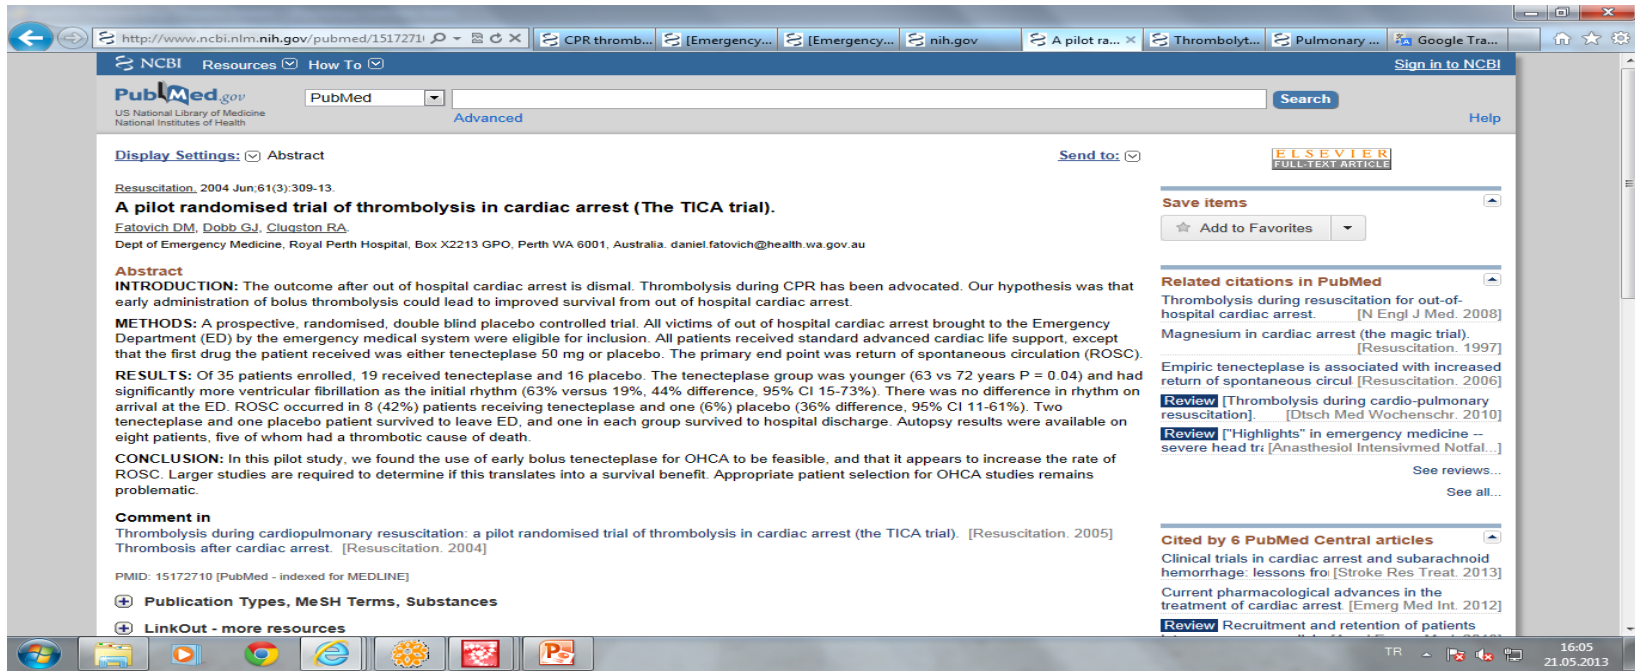 http://www.ncbi.nlm.nih.gov/pubmed/1517271
CPR thromb...
[Emergency...
[Emergency...
nih.gov
A pilot ra...
Thrombolyt...
Pulmonary ...
Google Tra...
NCBI Resources How To
Sign in to NCBI
PubMed.gov
US National Library of Medicine
National Institutes of Health
PubMed
Search
Advanced
Help
Display Settings: Abstract
Send to:
Resuscitation. 2004 Jun;61(3):309-13.
A pilot randomised trial of thrombolysis in cardiac arrest (The TICA trial).
Fatovich DM, Dobb GJ, Clugston RA.
Dept of Emergency Medicine, Royal Perth Hospital, Box X2213 GPO, Perth WA 6001, Australia. daniel.fatovich@health.wa.gov.au
Abstract
INTRODUCTION: The outcome after out of hospital cardiac arrest is dismal. Thrombolysis during CPR has been advocated. Our hypothesis was that
early administration of bolus thrombolysis could lead to improved survival from out of hospital cardiac arrest.
METHODS: A prospective, randomised, double blind placebo controlled trial. All victims of out of hospital cardiac arrest brought to the Emergency
Department (ED) by the emergency medical system were eligible for inclusion. All patients received standard advanced cardiac life support, except
that the first drug the patient received was either tenecteplase 50 mg or placebo. The primary end point was return of spontaneous circulation (ROSC).
RESULTS: Of 35 patients enrolled, 19 received tenecteplase and 16 placebo. The tenecteplase group was younger (63 vs 72 years P = 0.04) and had
significantly more ventricular fibrillation as the initial rhythm (63% versus 19%, 44% difference, 95% CI 15-73%). There was no difference in rhythm on
arrival at the ED. ROSC occurred in 8 (42%) patients receiving tenecteplase and one (6%) placebo (36% difference, 95% CI 11-61%). Two
tenecteplase and one placebo patient survived to leave ED, and one in each group survived to hospital discharge. Autopsy results were available on
eight patients, five of whom had a thrombotic cause of death.
CONCLUSION: In this pilot study, we found the use of early bolus tenecteplase for OHCA to be feasible, and that it appears to increase the rate of
ROSC. Larger studies are required to determine if this translates into a survival benefit. Appropriate patient selection for OHCA studies remains
problematic.
Comment in
Thrombolysis during cardiopulmonary resuscitation: a pilot randomised trial of thrombolysis in cardiac arrest (the TICA trial). [Resuscitation. 2005]
Thrombosis after cardiac arrest. [Resuscitation. 2004]
PMID: 15172710 [PubMed - indexed for MEDLINE]
Publication Types, MeSH Terms, Substances
LinkOut - more resources
ELSEVIER
FULL-TEXT ARTICLE
Save items
Add to Favorites
Related citations in PubMed
Thrombolysis during resuscitation for out-of-
hospital cardiac arrest. [N Engl J Med. 2008]
Magnesium in cardiac arrest (the magic trial).
[Resuscitation. 1997]
Empiric tenecteplase is associated with increased
return of spontaneous circul [Resuscitation. 2006]
Review [Thrombolysis during cardio-pulmonary
resuscitation]. [Dtsch Med Wochenschr. 2010]
Review ["Highlights" in emergency medicine --
severe head tr [Anasthesiol Intensivmed Notfal...]
See reviews...
See all...
Cited by 6 PubMed Central articles
Clinical trials in cardiac arrest and subarachnoid
hemorrhage: lessons fro [Stroke Res Treat. 2013]
Current pharmacological advances in the
treatment of cardiac arrest [Emerg Med Int. 2012]
Review Recruitment and retention of patients
TR
16:05
21.05.2013